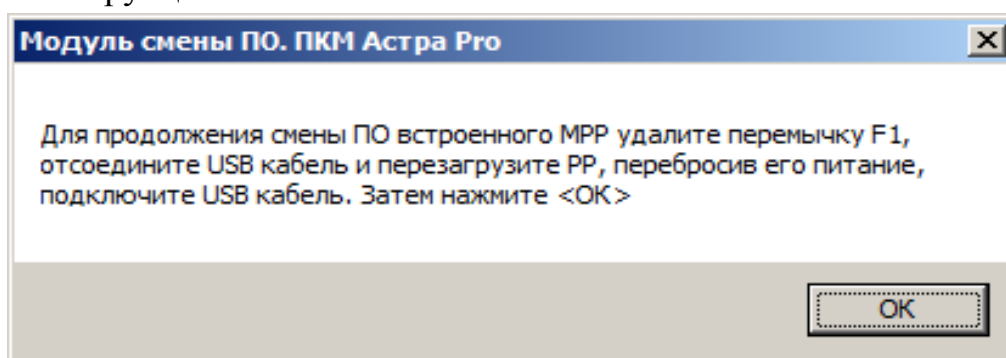 Модуль смены ПО. ПКМ Астра Pro
Для продолжения смены ПО встроенного МРР удалите перемычку F1,
отсоедините USB кабель и перезагрузите РР, перебросив его питание,
подключите USB кабель. Затем нажмите <ОК>
ОК